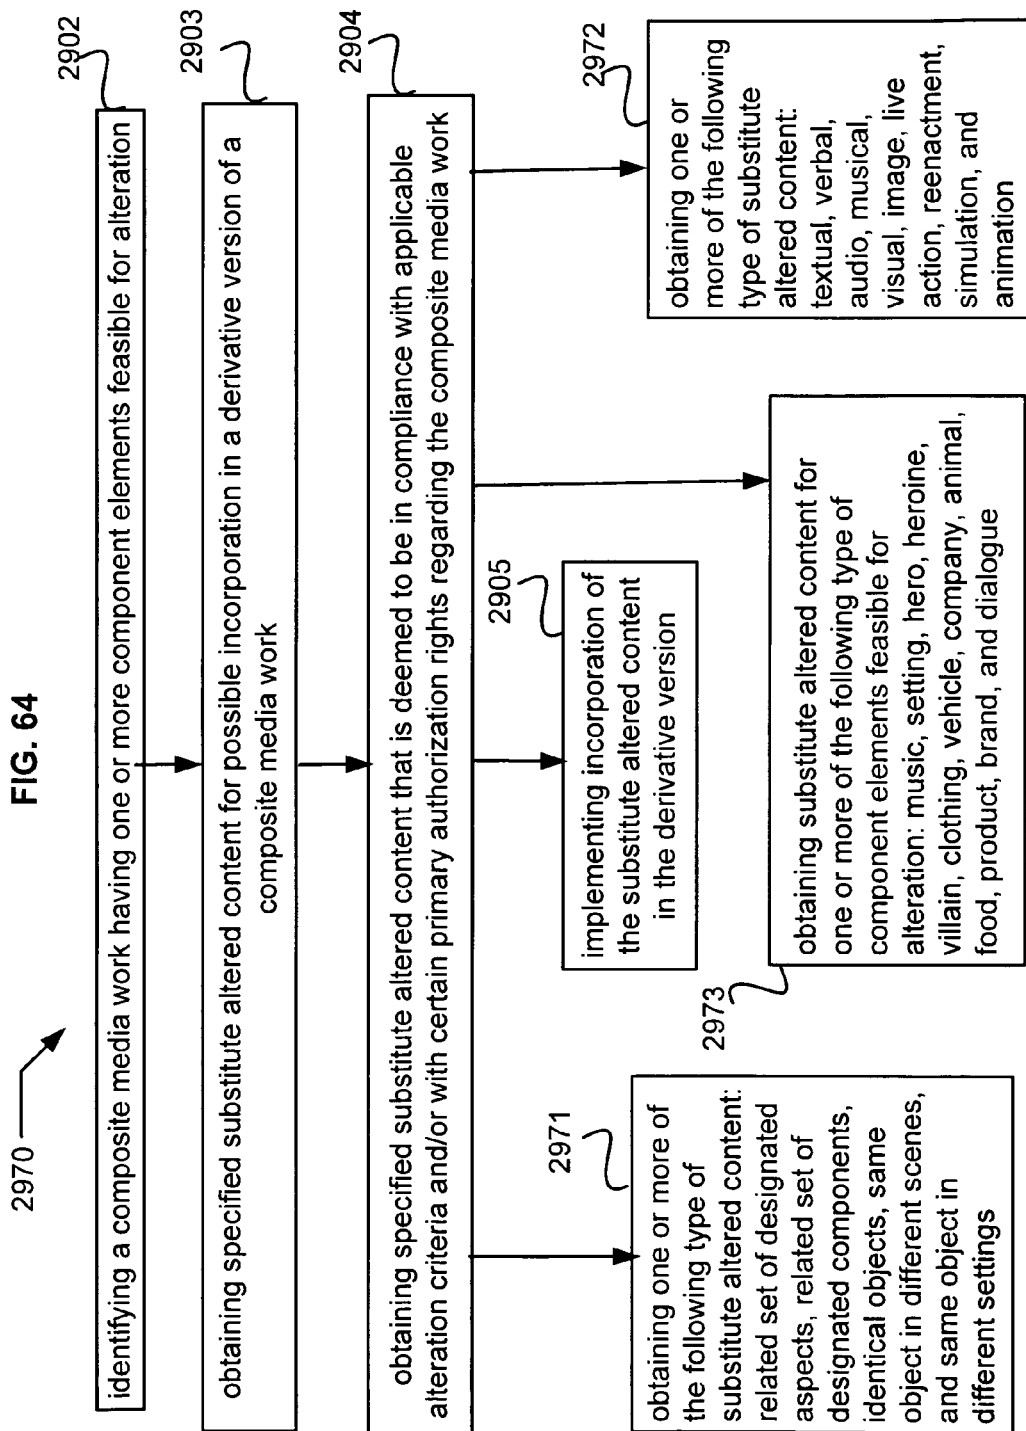 FIG. 64
2970
identifying a composite media work having one or more component elements feasible for alteration
2902
obtaining specified substitute altered content for possible incorporation in a derivative version of a
composite media work
2903
obtaining specified substitute altered content that is deemed to be in compliance with applicable
alteration criteria and/or with certain primary authorization rights regarding the composite media work
2904
2971
obtaining one or more of
the following type of
substitute altered content:
related set of designated
aspects, related set of
designated components,
identical objects, same
object in different scenes,
and same object in
different settings
2905
implementing incorporation of
the substitute altered content
in the derivative version
2973
obtaining substitute altered content for
one or more of the following type of
component elements feasible for
alteration: music, setting, hero, heroine,
villain, clothing, vehicle, company, animal,
food, product, brand, and dialogue
2972
obtaining one or
more of the following
type of substitute
altered content:
textual, verbal,
audio, musical,
visual, image, live
action, reenactment,
simulation, and
animation